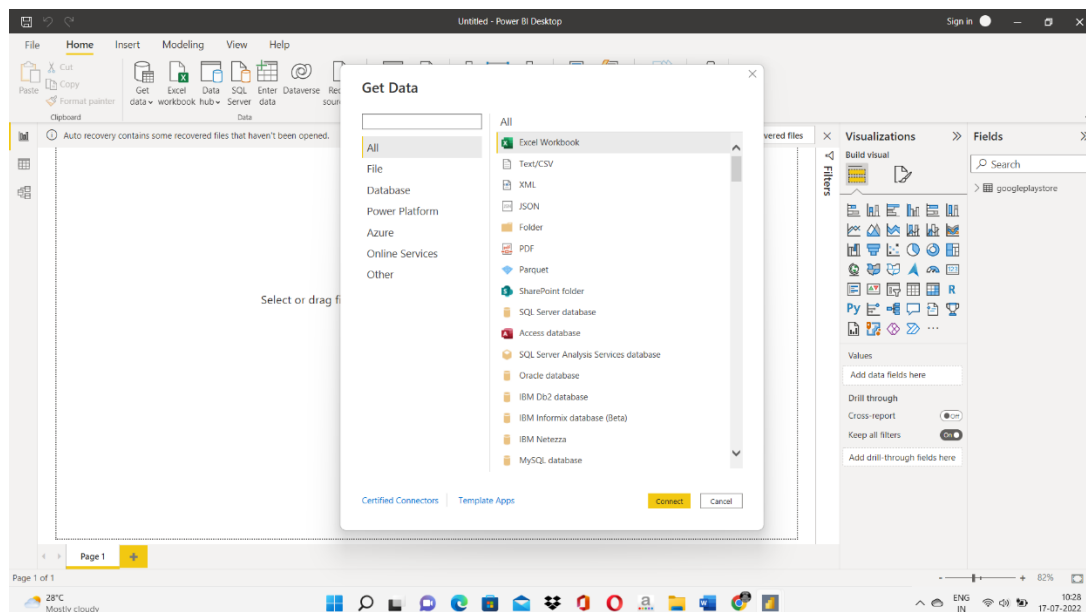 Untitled - Power BI Desktop
Sign in
File Home Insert Modeling View Help
Paste
Cut
Copy
Format painter
Clipboard
Get data
Excel workbook
Data hub
SQL Server
Enter data
Dataverse
Data
Auto recovery contains some recovered files that haven't been opened.
vered files
Get Data
All
File
Database
Power Platform
Azure
Online Services
Other
All
Excel Workbook
Text/CSV
XML
JSON
Folder
PDF
Parquet
SharePoint folder
SQL Server database
Access database
SQL Server Analysis Services database
Oracle database
IBM Db2 database
IBM Informix database (Beta)
IBM Netezza
MySQL database
Certified Connectors
Template Apps
Connect
Cancel
Select or drag fi
Filters
Visualizations
Build visual
R
Py
Values
Add data fields here
Drill through
Cross-report
Off
Keep all filters
On
Add drill-through fields here
Fields
Search
googleplaystore
Page 1
Page 1 of 1
82%
28°C
Mostly cloudy
ENG
IN
10:28